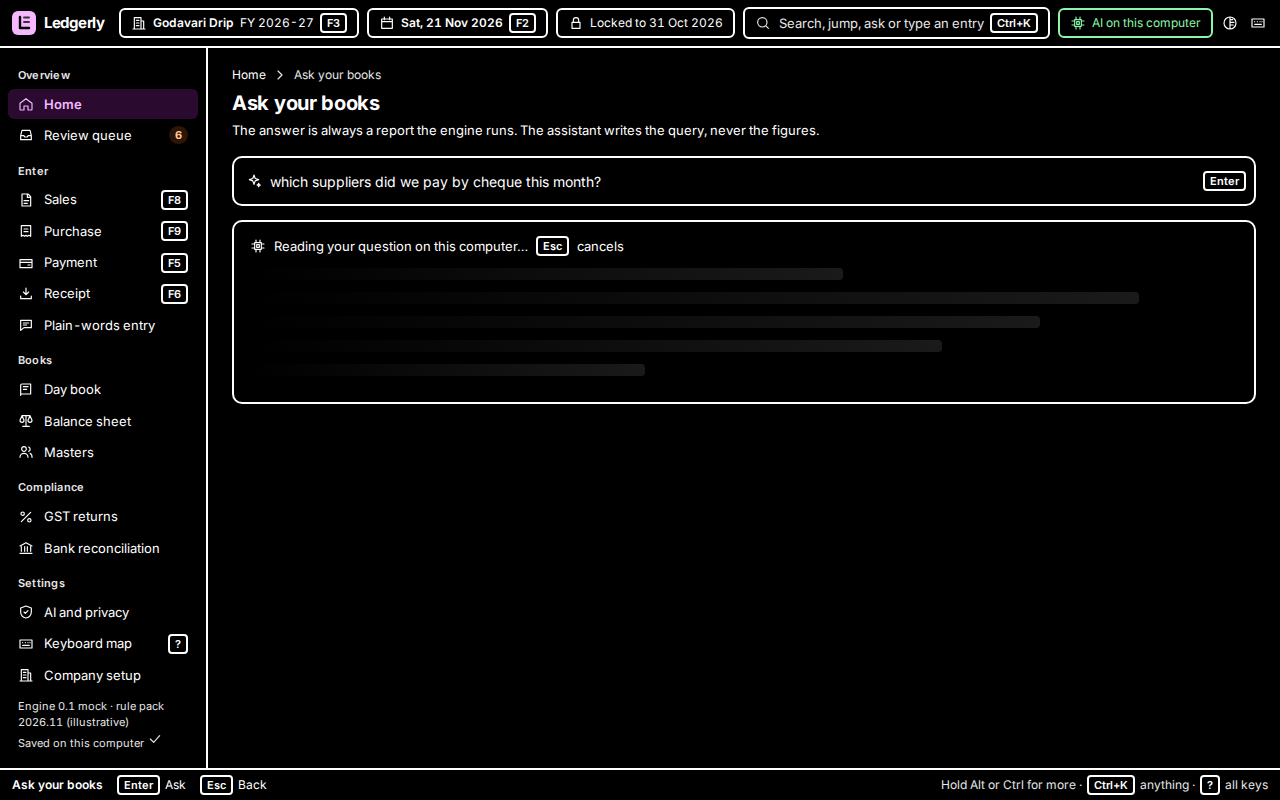 Ledgerly
Godavari Drip FY 2026-27 F3
Sat, 21 Nov 2026 F2
Locked to 31 Oct 2026
Search, jump, ask or type an entry Ctrl+K
AI on this computer
Overview
Home
Review queue 6
Enter
Sales F8
Purchase F9
Payment F5
Receipt F6
Plain-words entry
Books
Day book
Balance sheet
Masters
Compliance
GST returns
Bank reconciliation
Settings
AI and privacy
Keyboard map ?
Company setup
Engine 0.1 mock · rule pack
2026.11 (illustrative)
Saved on this computer
Home Ask your books
Ask your books
The answer is always a report the engine runs. The assistant writes the query, never the figures.
which suppliers did we pay by cheque this month? Enter
Reading your question on this computer... Esc cancels
Ask your books Enter Ask Esc Back
Hold Alt or Ctrl for more · Ctrl+K anything · ? all keys